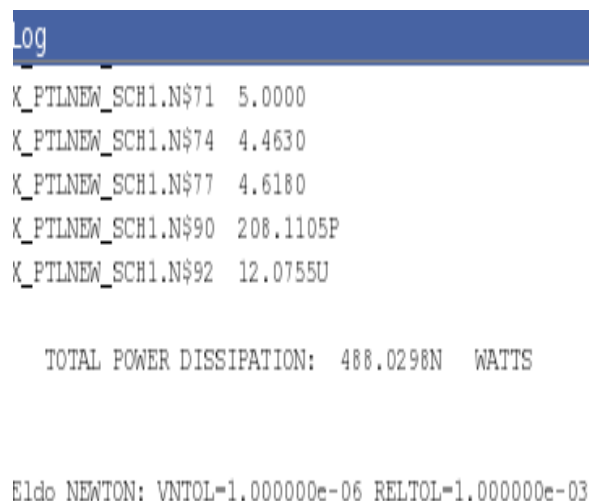 Log
X_PTLNEW_SCH1.N$71 5.0000
X_PTLNEW_SCH1.N$74 4.4630
X_PTLNEW_SCH1.N$77 4.6180
X_PTLNEW_SCH1.N$90 208.1105P
X_PTLNEW_SCH1.N$92 12.0755U
TOTAL POWER DISSIPATION: 488.0298N WATTS
Eldo NEWTON: VNTOL=1.000000e-06 RELTOL=1.000000e-03